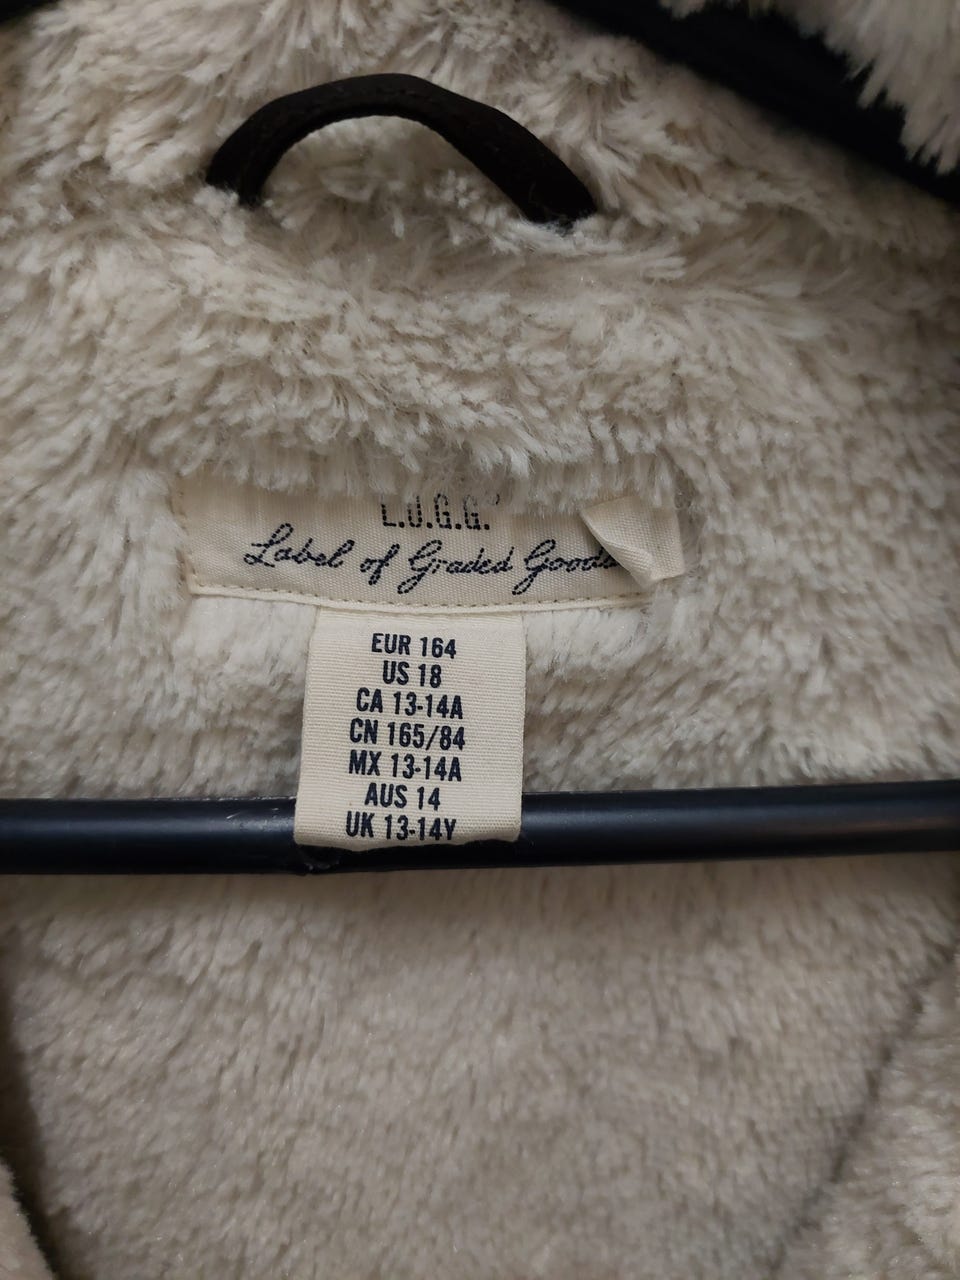 L.O.G.G.
Label of Graded Goods
EUR 164
US 18
CA 13-14A
CN 165/84
MX 13-14A
AUS 14
UK 13-14Y